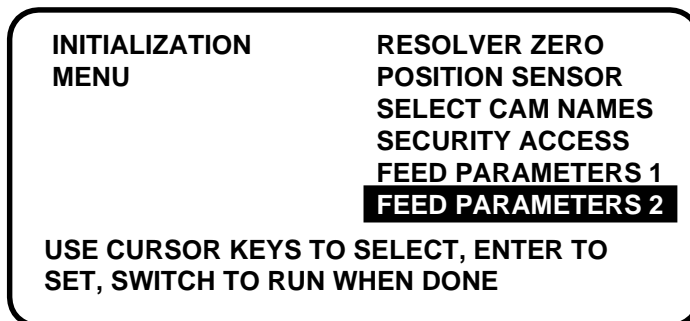 INITIALIZATION MENU
RESOLVER ZERO
POSITION SENSOR
SELECT CAM NAMES
SECURITY ACCESS
FEED PARAMETERS 1
FEED PARAMETERS 2
USE CURSOR KEYS TO SELECT, ENTER TO
SET, SWITCH TO RUN WHEN DONE